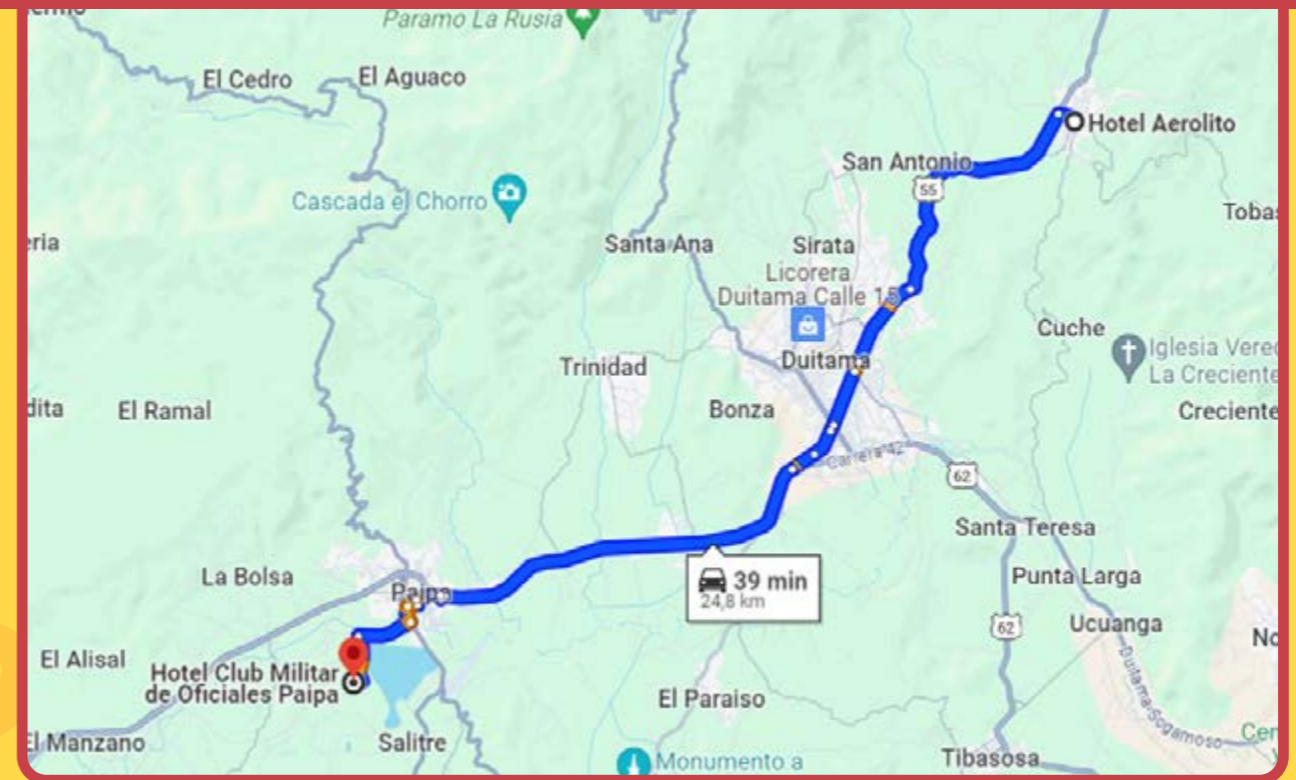 Paramo La Rusia
El Cedro
El Aguaco
Hotel Aerolito
San Antonio
55
Cascada el Chorro
Toba
Santa Ana
Sirata
Licorera
Duitama Calle 15
Cuche
Iglesia Vere
La Creciente
Trinidad
Duitama
dita
El Ramal
Bonza
Creciente
Carrera 42
62
Santa Teresa
La Bolsa
Paipa
39 min
24,8 km
Punta Larga
62
Ucuanga
No
El Alisal
Hotel Club Militar
de Oficiales Paipa
El Paraiso
Duitama-Sogamoso
El Manzano
Salitre
Monumento a
Tibasosa